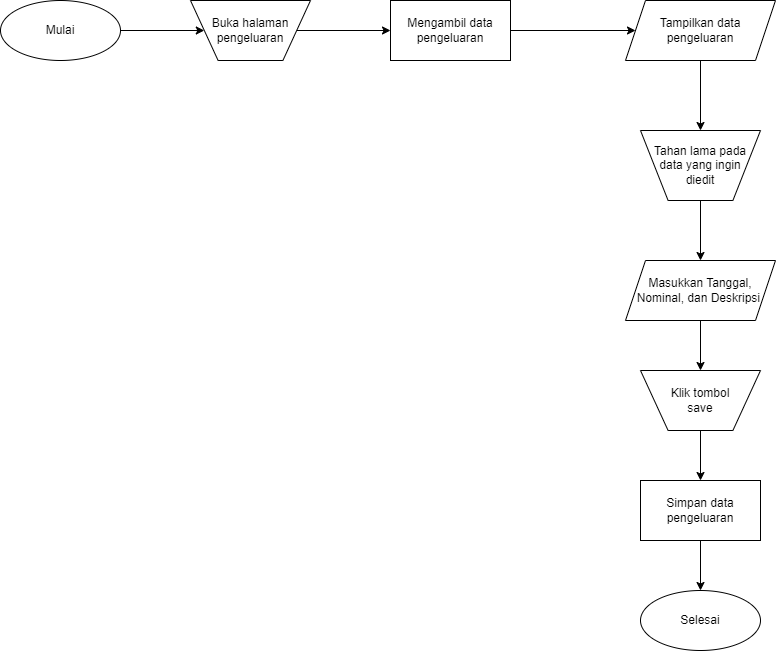 Mulai
Buka halaman
pengeluaran
Mengambil data
pengeluaran
Tampilkan data
pengeluaran
Tahan lama pada
data yang ingin
diedit
Masukkan Tanggal,
Nominal, dan Deskripsi
Klik tombol
save
Simpan data
pengeluaran
Selesai